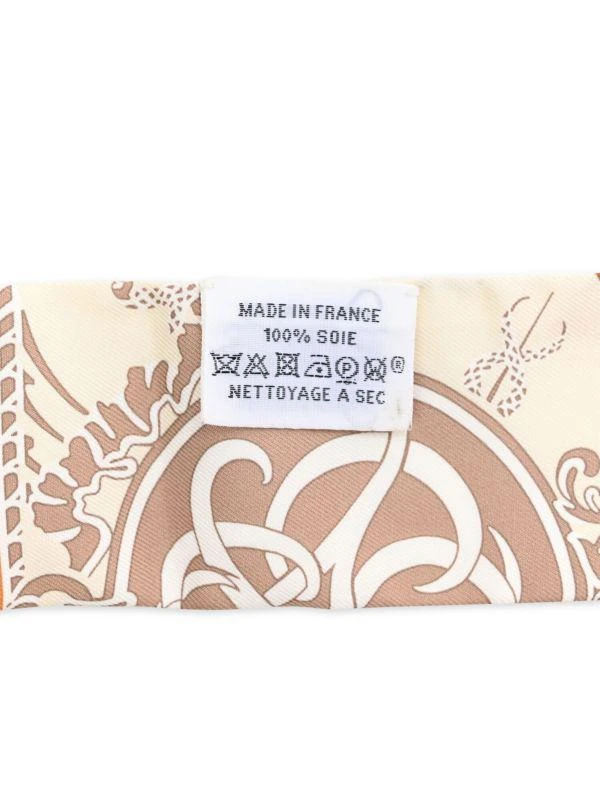 MADE IN FRANCE
100% SOIE
P W ®
NETTOYAGE À SEC